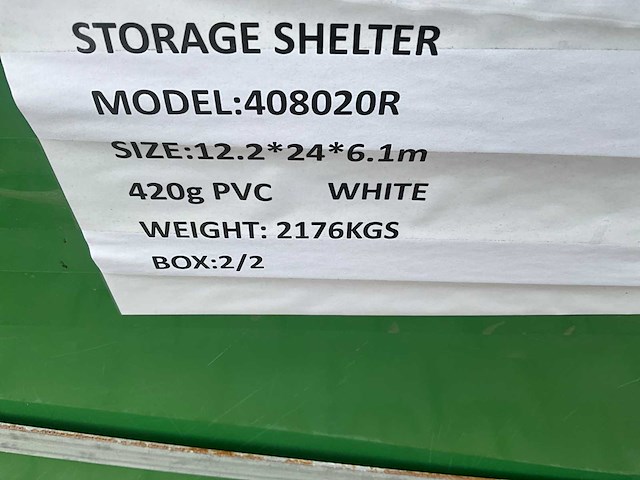 STORAGE SHELTER
MODEL:408020R
SIZE:12.2*24*6.1m
420g PVC WHITE
WEIGHT: 2176KGS
BOX:2/2